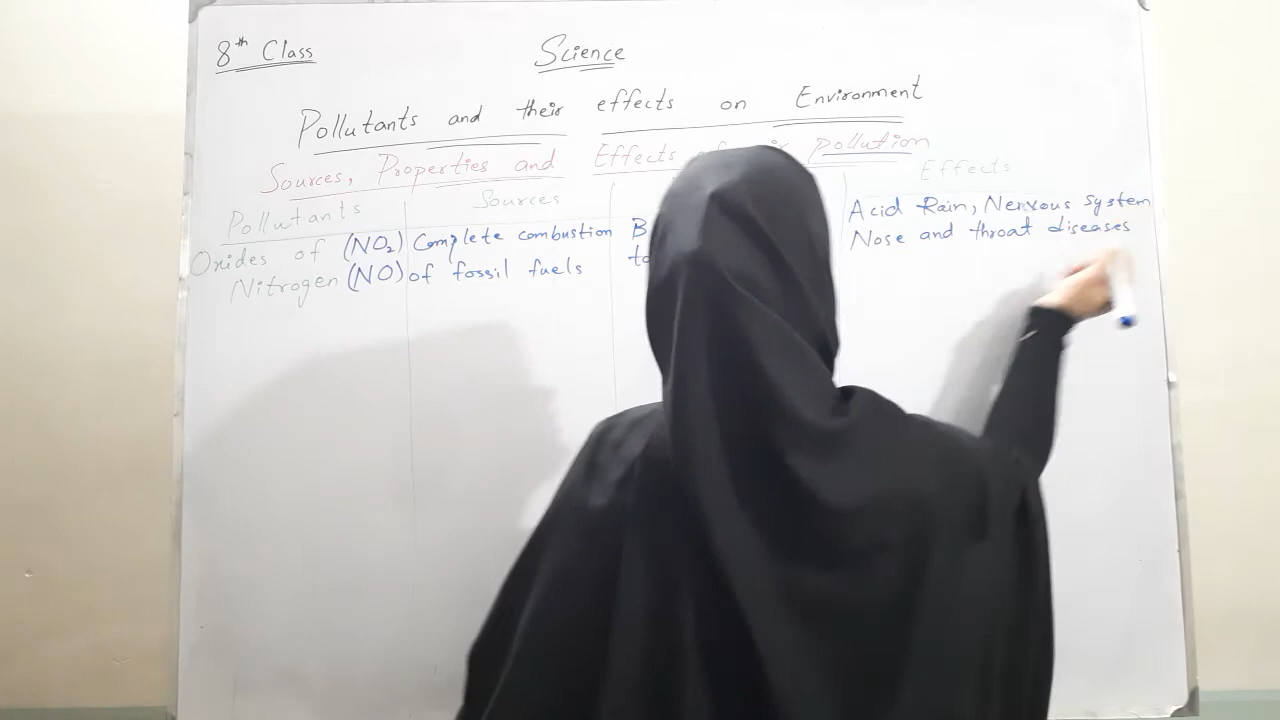 8th Class
Science
Pollutants and their effects on Environment
Sources, Properties and Effects of air pollution
Pollutants Sources Effects
Oxides of (NO2) Complete combustion B Acid Rain, Nervous system
Nitrogen (NO) of fossil fuels to Nose and throat diseases